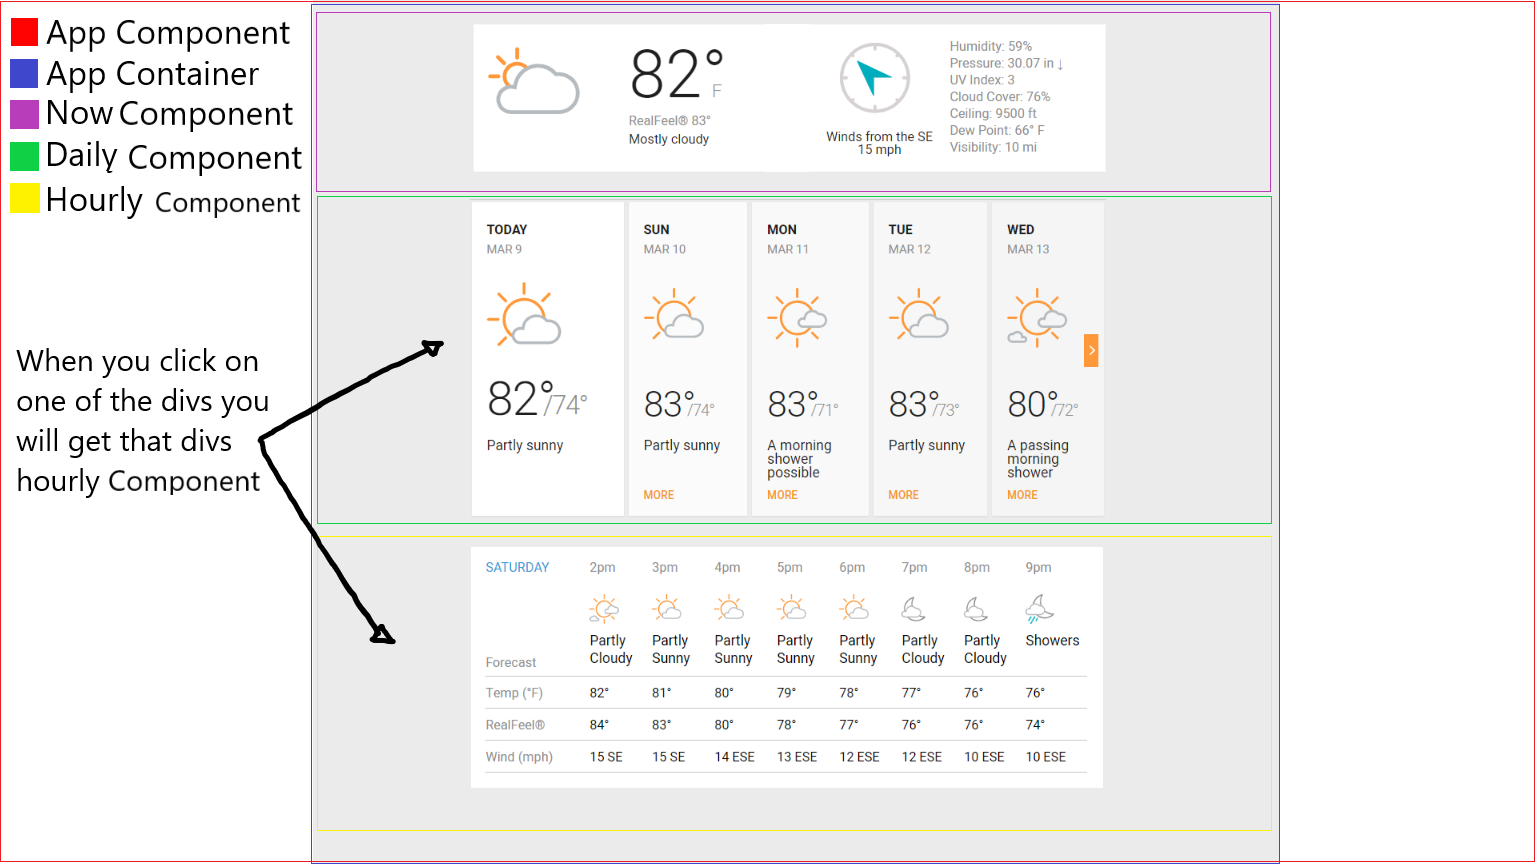 App Component
App Container
Now Component
Daily Component
Hourly Component
When you click on
one of the divs you
will get that divs
hourly Component
82°
F
RealFeel® 83°
Mostly cloudy
Winds from the SE
15 mph
Humidity: 59%
Pressure: 30.07 in ↓
UV Index: 3
Cloud Cover: 76%
Ceiling: 9500 ft
Dew Point: 66° F
Visibility: 10 mi
TODAY
MAR 9
82°/74°
Partly sunny
SUN
MAR 10
83°/74°
Partly sunny
MORE
MON
MAR 11
83°/71°
A morning
shower
possible
MORE
TUE
MAR 12
83°/73°
Partly sunny
MORE
WED
MAR 13
80°/72°
A passing
morning
shower
MORE
SATURDAY 2pm 3pm 4pm 5pm 6pm 7pm 8pm 9pm
Partly Partly Partly Partly Partly Partly Partly Showers
Cloudy Sunny Sunny Sunny Sunny Cloudy Cloudy
Forecast
Temp (°F) 82° 81° 80° 79° 78° 77° 76° 76°
RealFeel® 84° 83° 80° 78° 77° 76° 76° 74°
Wind (mph) 15 SE 15 SE 14 ESE 13 ESE 12 ESE 12 ESE 10 ESE 10 ESE